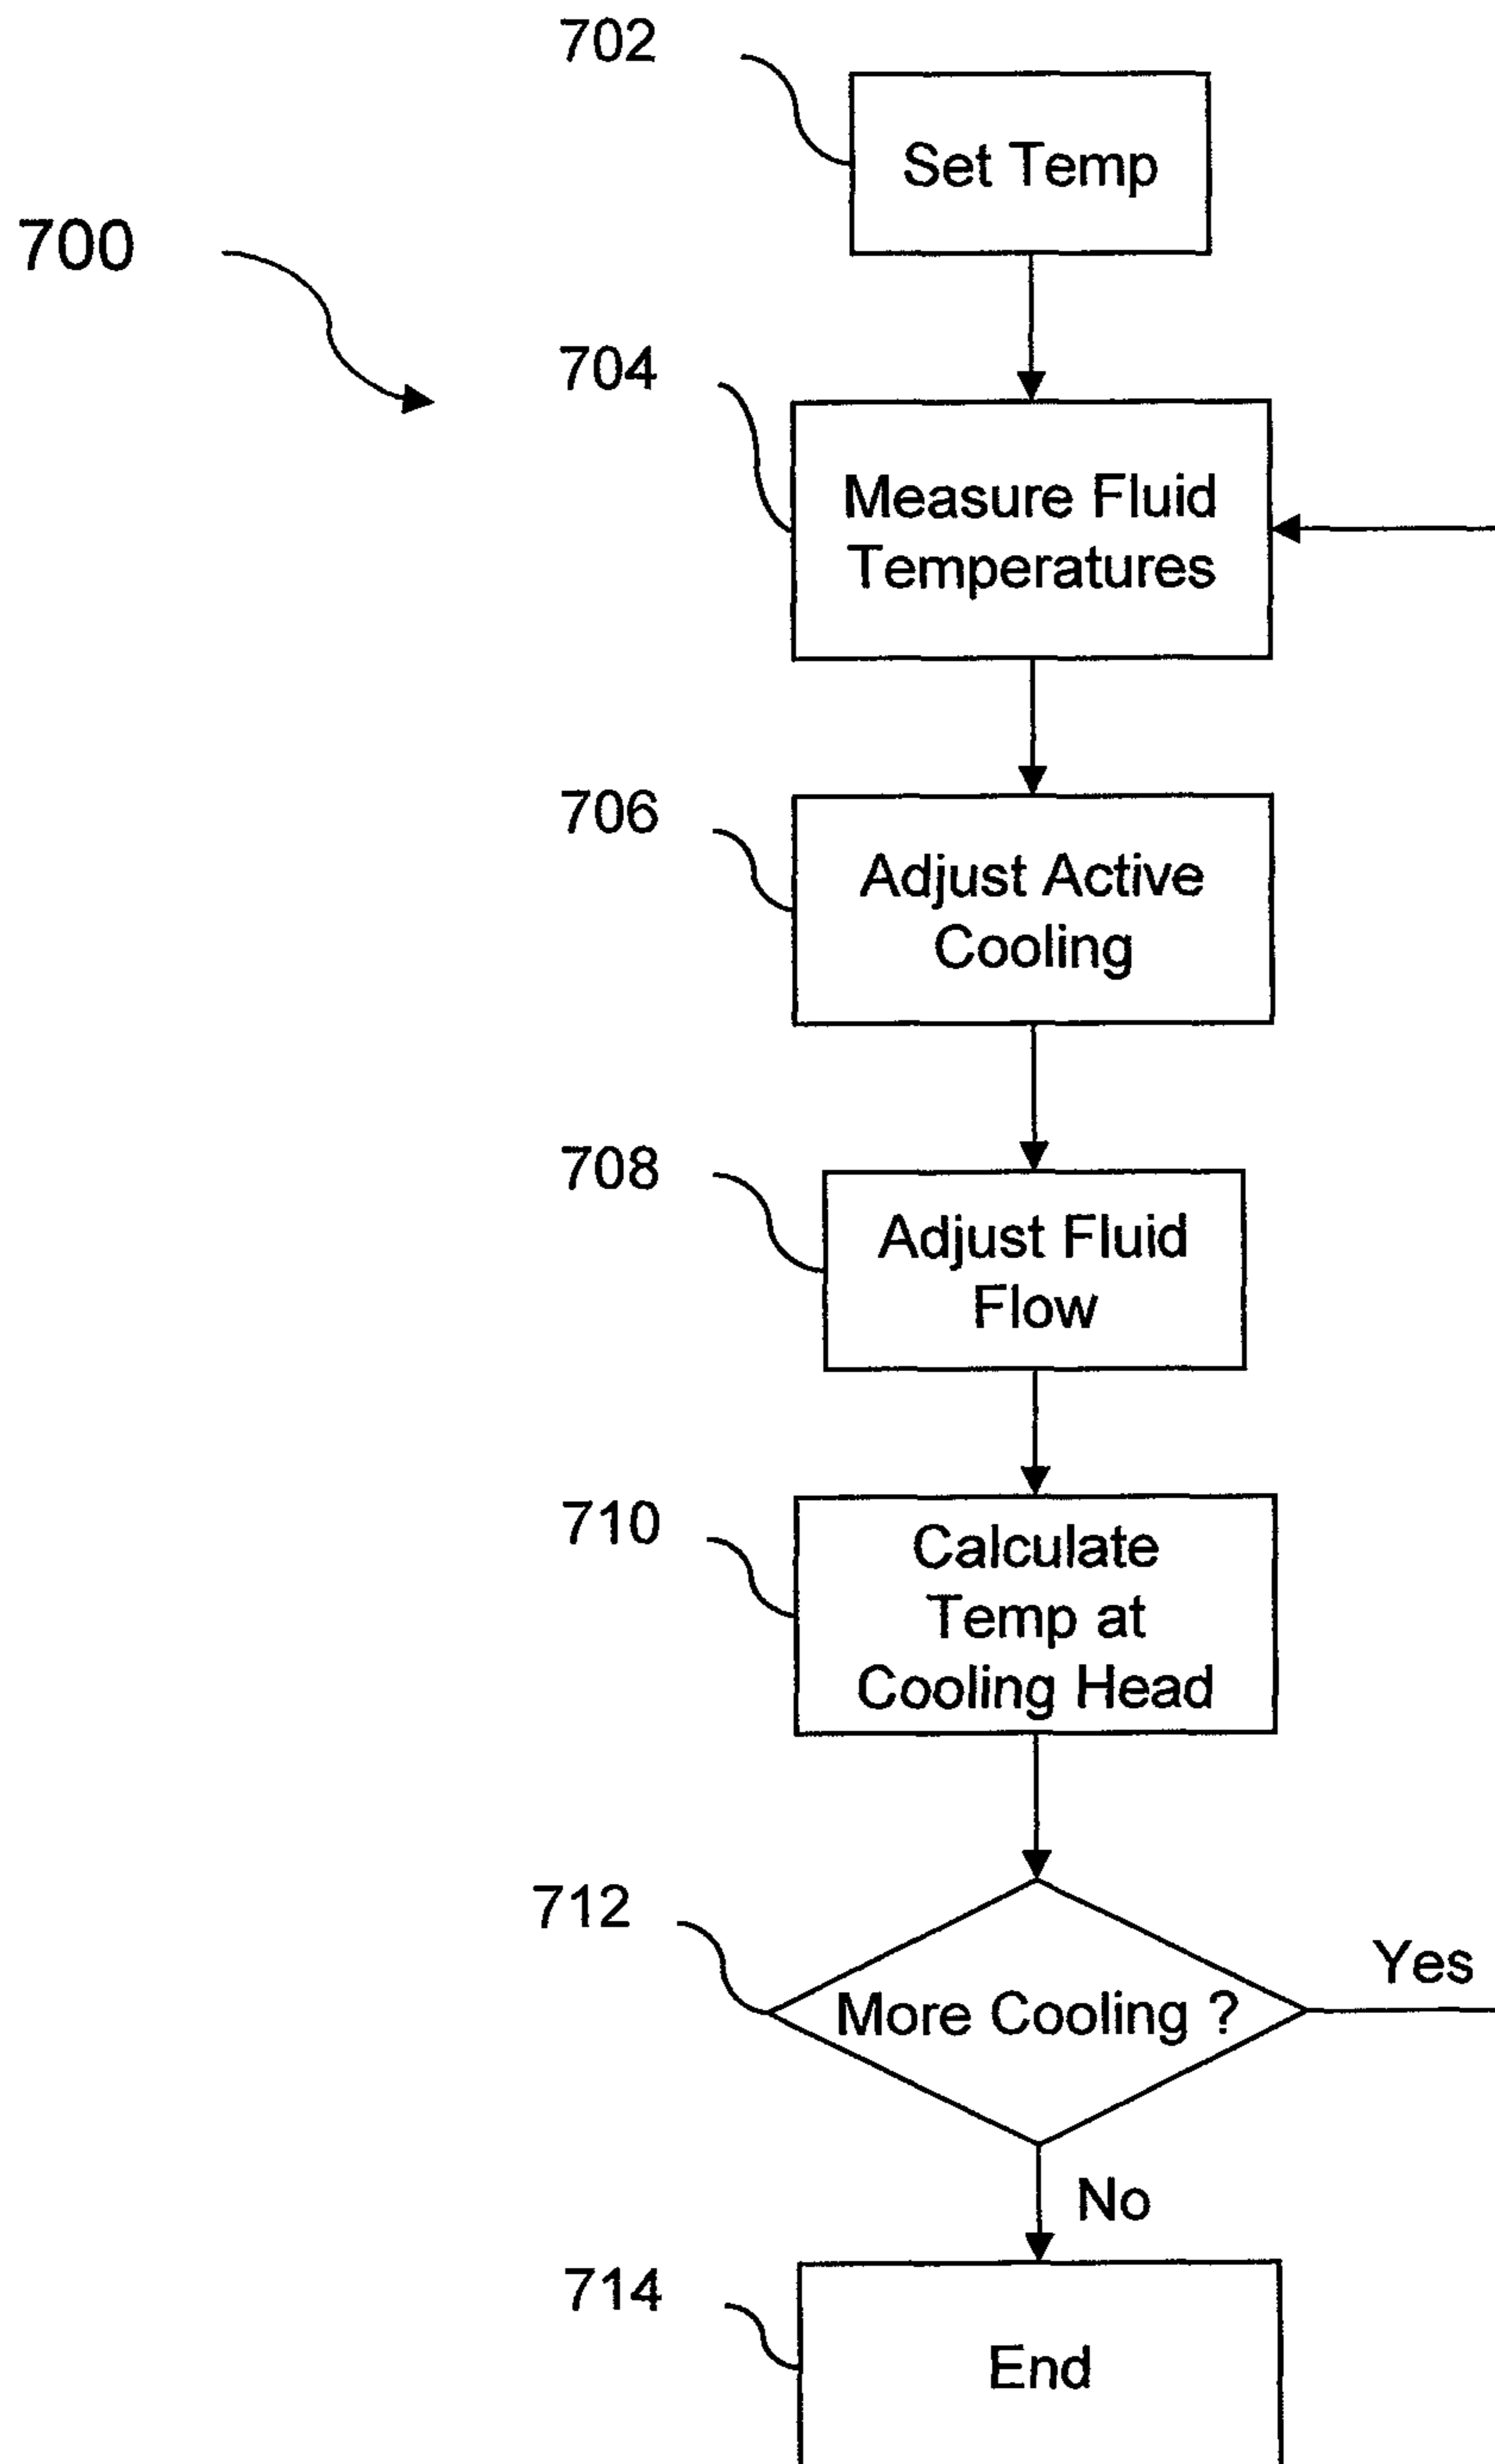 702
Set Temp
700
704
Measure Fluid
Temperatures
706
Adjust Active
Cooling
708
Adjust Fluid
Flow
710
Calculate
Temp at
Cooling Head
712
More Cooling ?
Yes
No
714
End